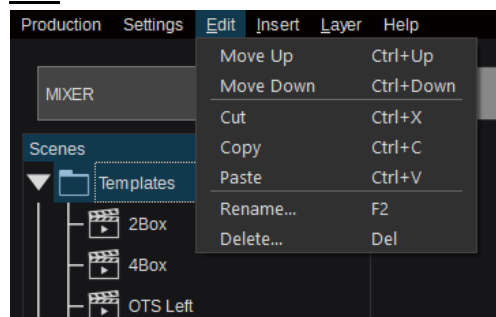 Production Settings Edit Insert Layer Help
Move Up Ctrl+Up
Move Down Ctrl+Down
MIXER
Cut Ctrl+X
Copy Ctrl+C
Paste Ctrl+V
Rename... F2
Delete... Del
Scenes
Templates
2Box
4Box
OTS Left